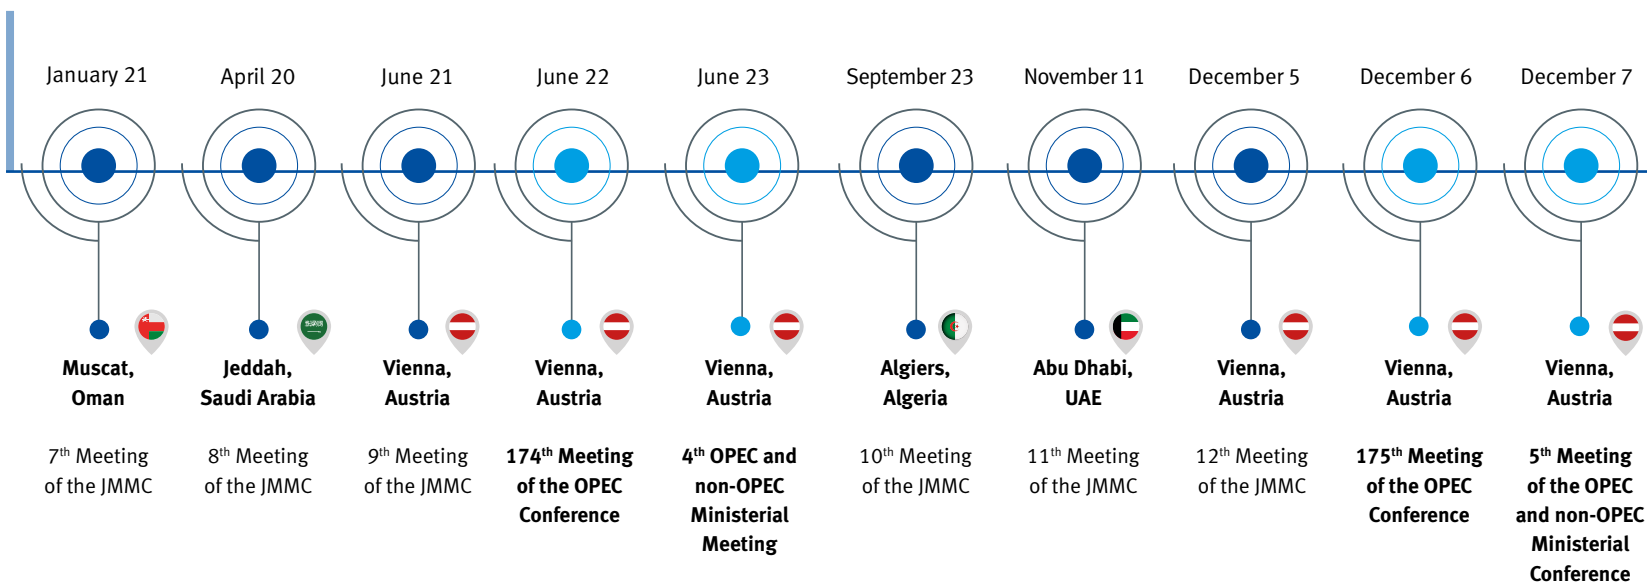 January 21
April 20
June 21
June 22
June 23
September 23
November 11
December 5
December 6
December 7
Muscat,
Oman
Jeddah,
Saudi Arabia
Vienna,
Austria
Vienna,
Austria
Vienna,
Austria
Algiers,
Algeria
Abu Dhabi,
UAE
Vienna,
Austria
Vienna,
Austria
Vienna,
Austria
7th Meeting
of the JMMC
8th Meeting
of the JMMC
9th Meeting
of the JMMC
174th Meeting
of the OPEC
Conference
4th OPEC and
non-OPEC
Ministerial
Meeting
10th Meeting
of the JMMC
11th Meeting
of the JMMC
12th Meeting
of the JMMC
175th Meeting
of the OPEC
Conference
5th Meeting
of the OPEC
and non-OPEC
Ministerial
Conference